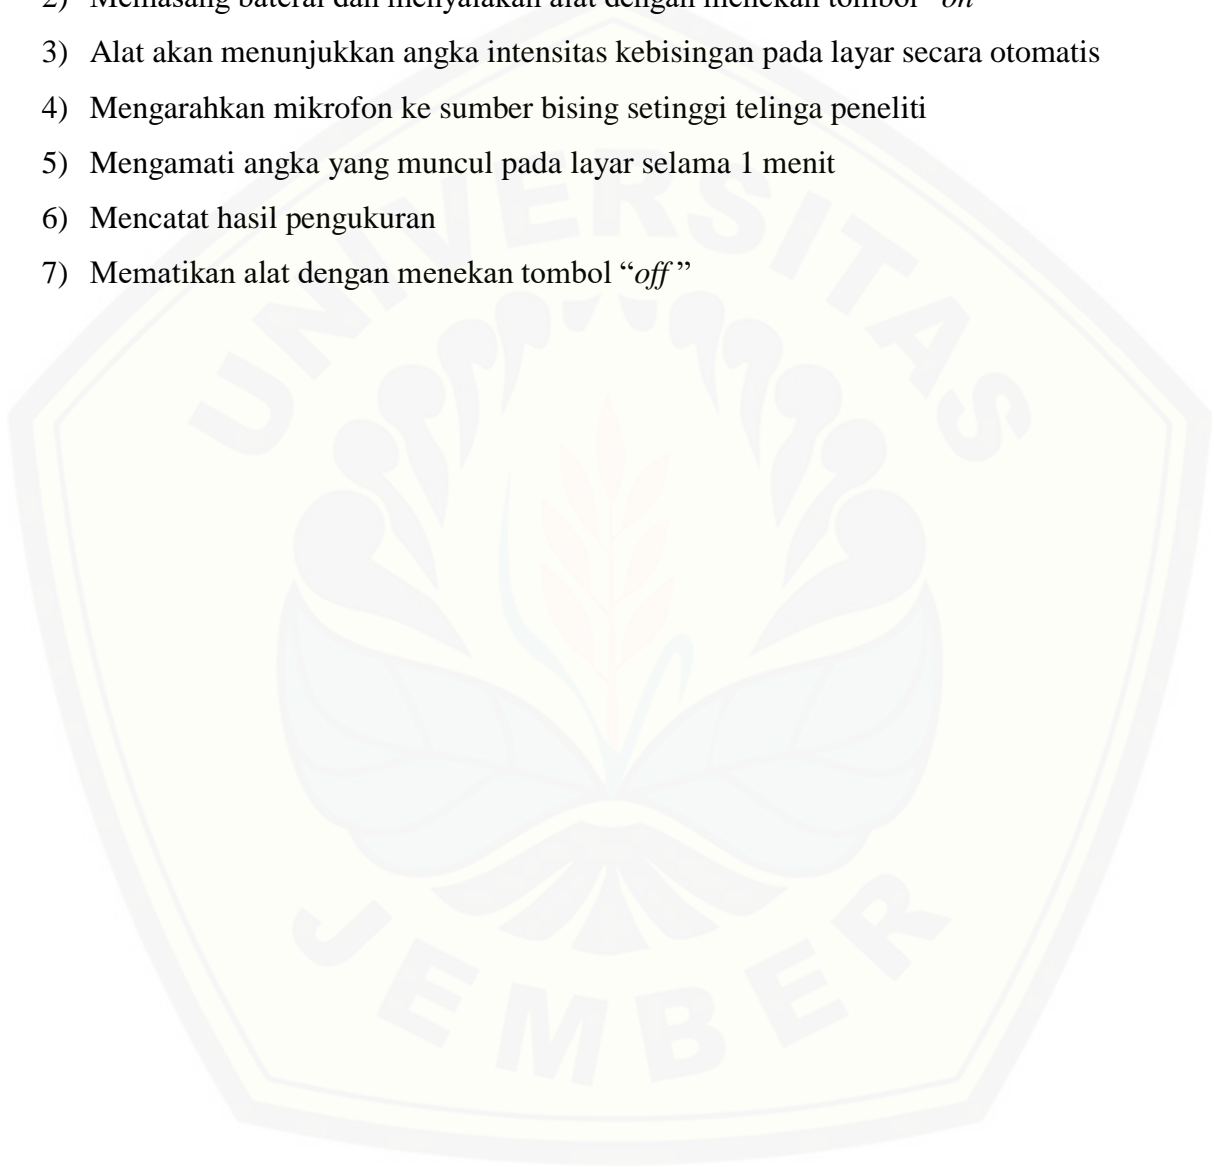 2) Memasang baterai dan menyalakan alat dengan menekan tombol “on”
3) Alat akan menunjukkan angka intensitas kebisingan pada layar secara otomatis
4) Mengarahkan mikrofon ke sumber bising setinggi telinga peneliti
5) Mengamati angka yang muncul pada layar selama 1 menit
6) Mencatat hasil pengukuran
7) Mematikan alat dengan menekan tombol “off”
UNIVERSITAS
JEMBER